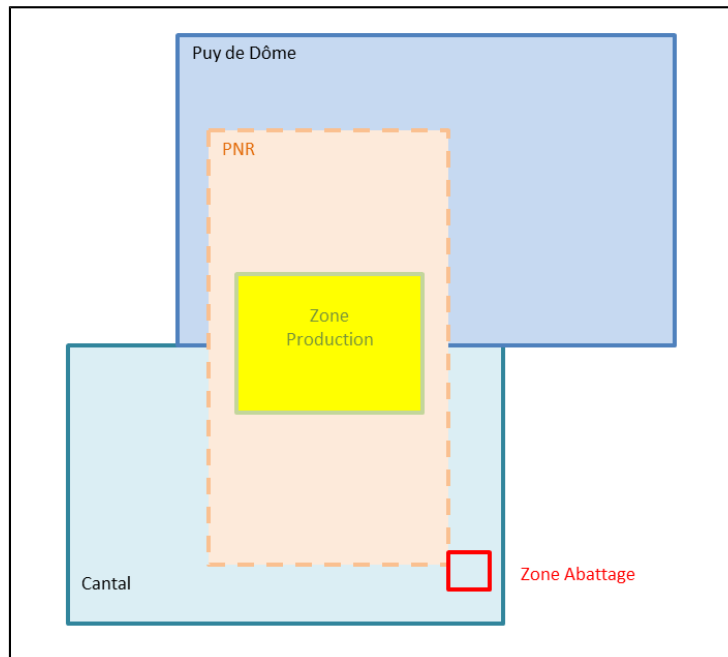 Puy de Dôme
PNR
Zone
Production
Zone Abattage
Cantal